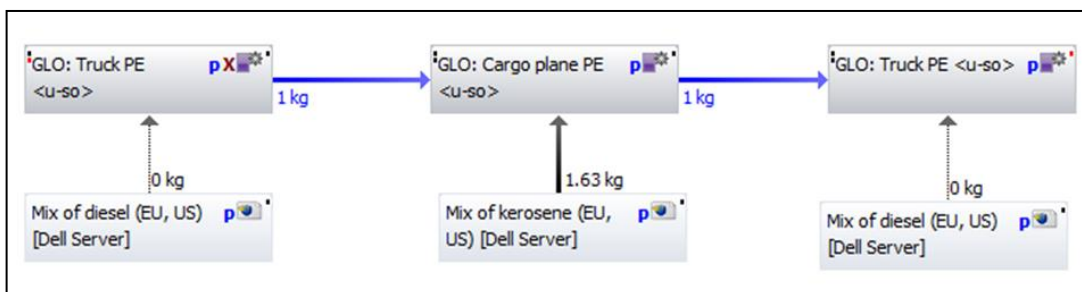 GLO: Truck PE pX
<u-so>
1 kg
GLO: Cargo plane PE p
<u-so>
1 kg
GLO: Truck PE <u-so> p
0 kg
1.63 kg
0 kg
Mix of diesel (EU, US) p
[Dell Server]
Mix of kerosene (EU, p
US) [Dell Server]
Mix of diesel (EU, US) p
[Dell Server]